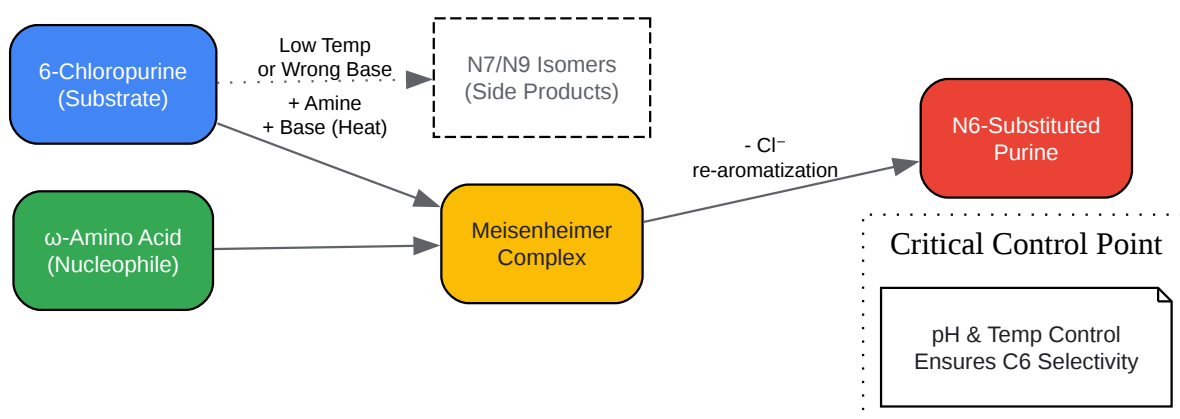 6-Chloropurine
(Substrate)
Low Temp
or Wrong Base
+ Amine
+ Base (Heat)
N7/N9 Isomers
(Side Products)
ω-Amino Acid
(Nucleophile)
Meisenheimer
Complex
- Cl⁻
re-aromatization
N6-Substituted
Purine
Critical Control Point
pH & Temp Control
Ensures C6 Selectivity